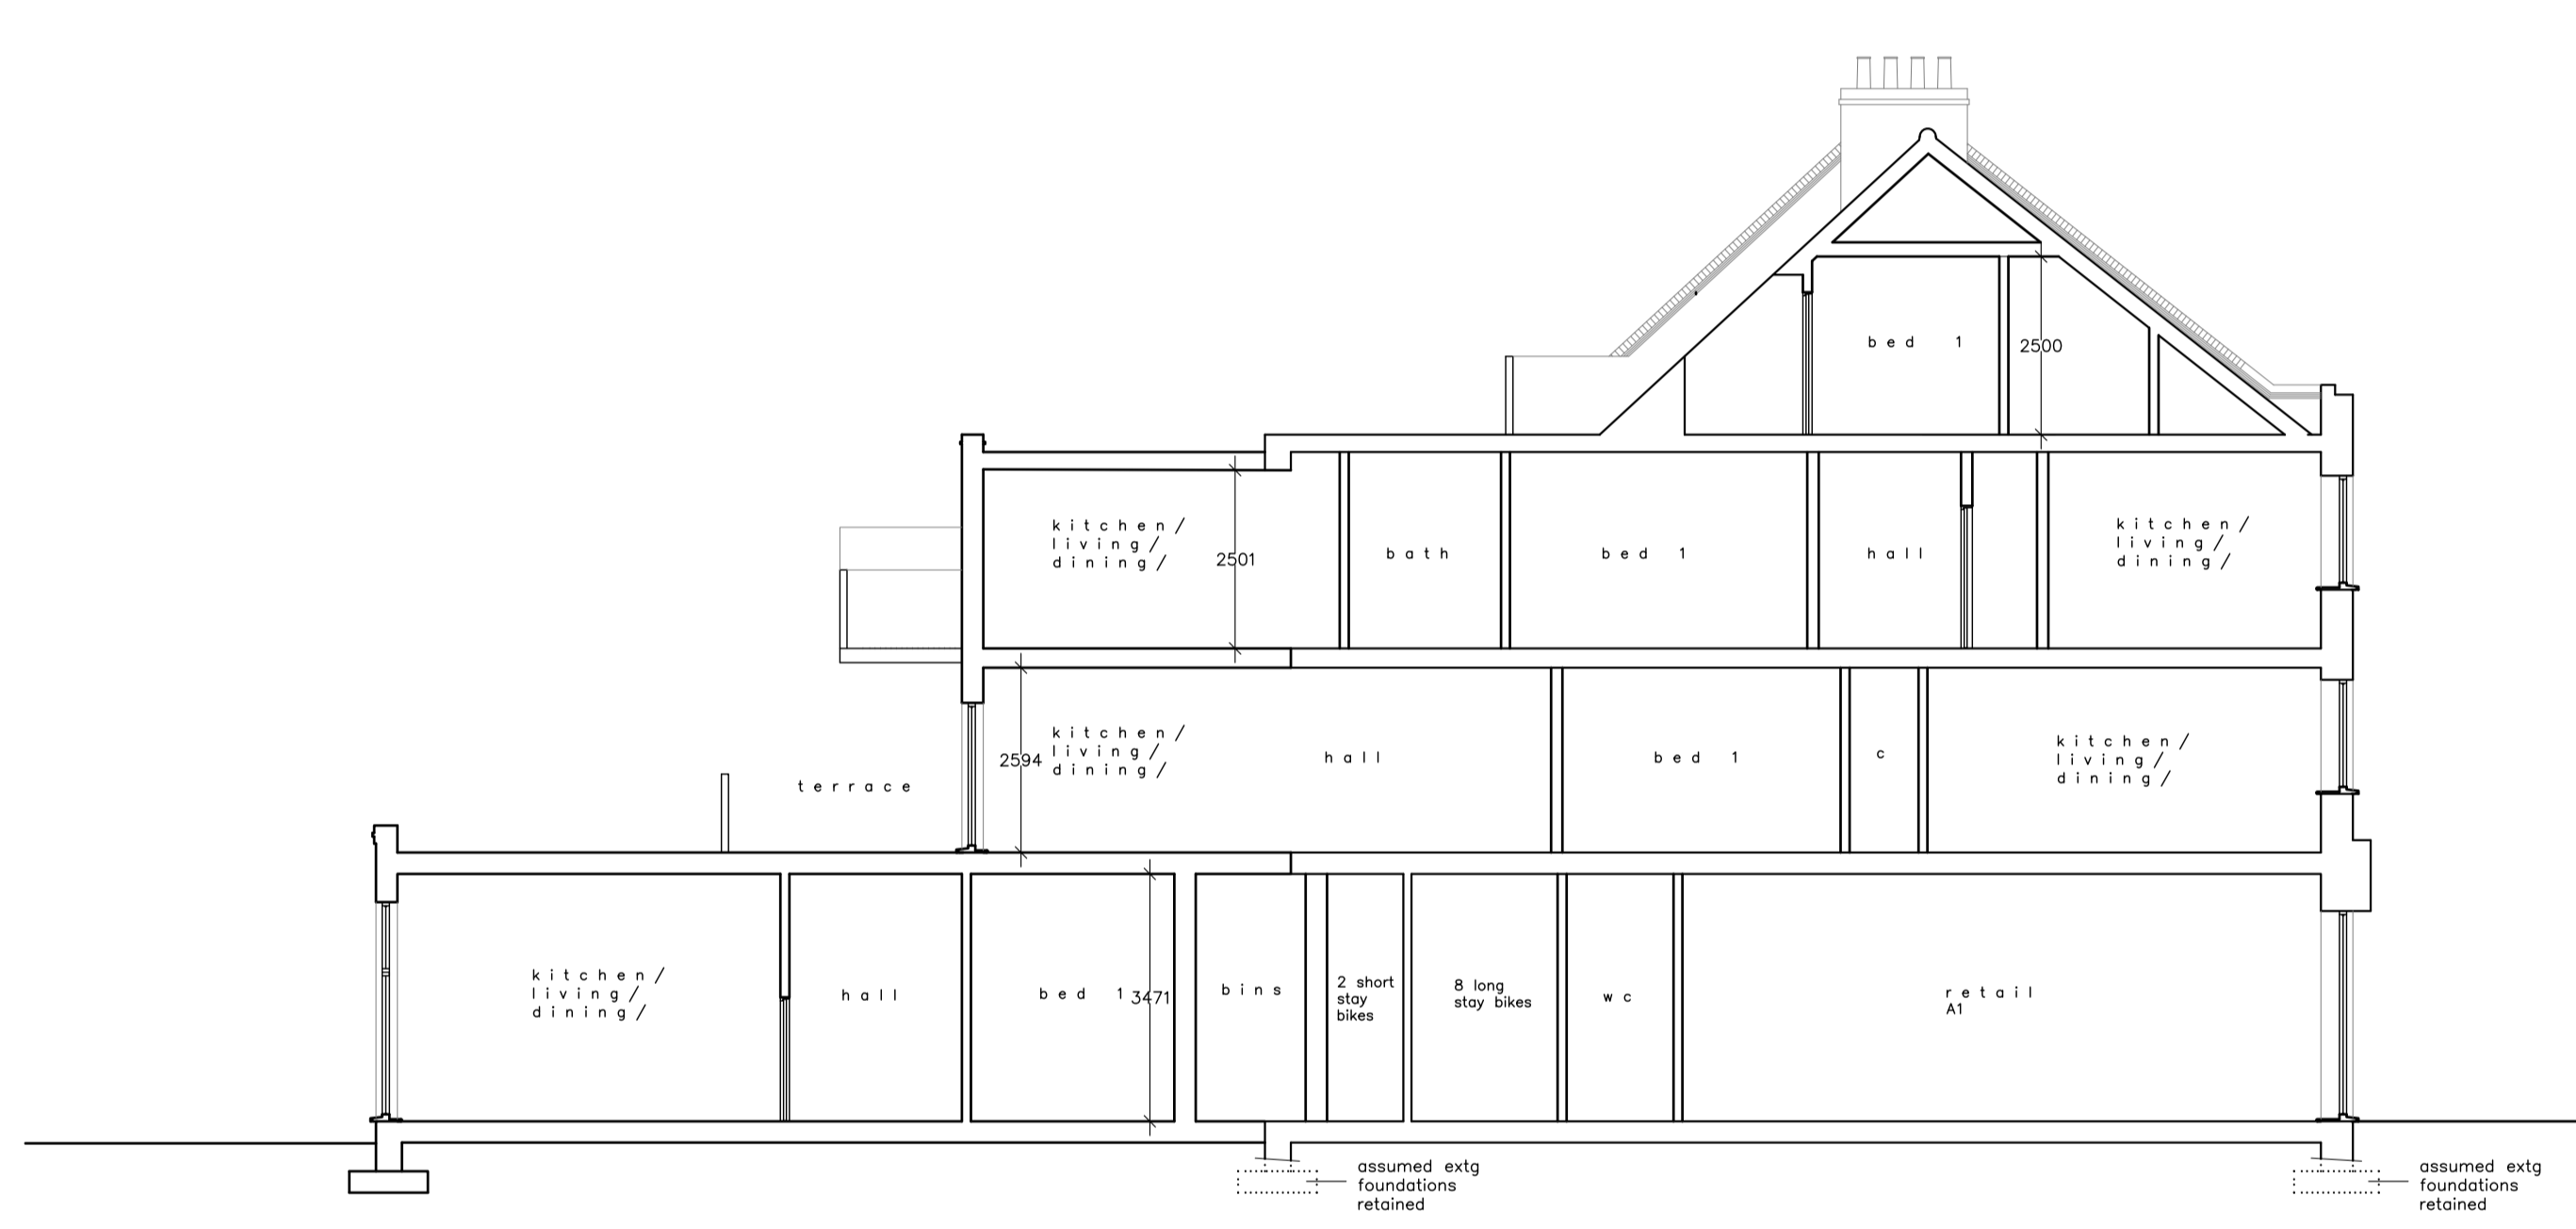 bed 1
2500
kitchen/
living/
dining/
2501
bath
bed 1
hall
kitchen/
living/
dining/
terrace
2594
kitchen/
living/
dining/
hall
bed 1
c
kitchen/
living/
dining/
kitchen/
living/
dining/
hall
bed 1
3471
bins
2 short
stay
bikes
8 long
stay bikes
wc
retail
A1
assumed extg
foundations
retained
assumed extg
foundations
retained